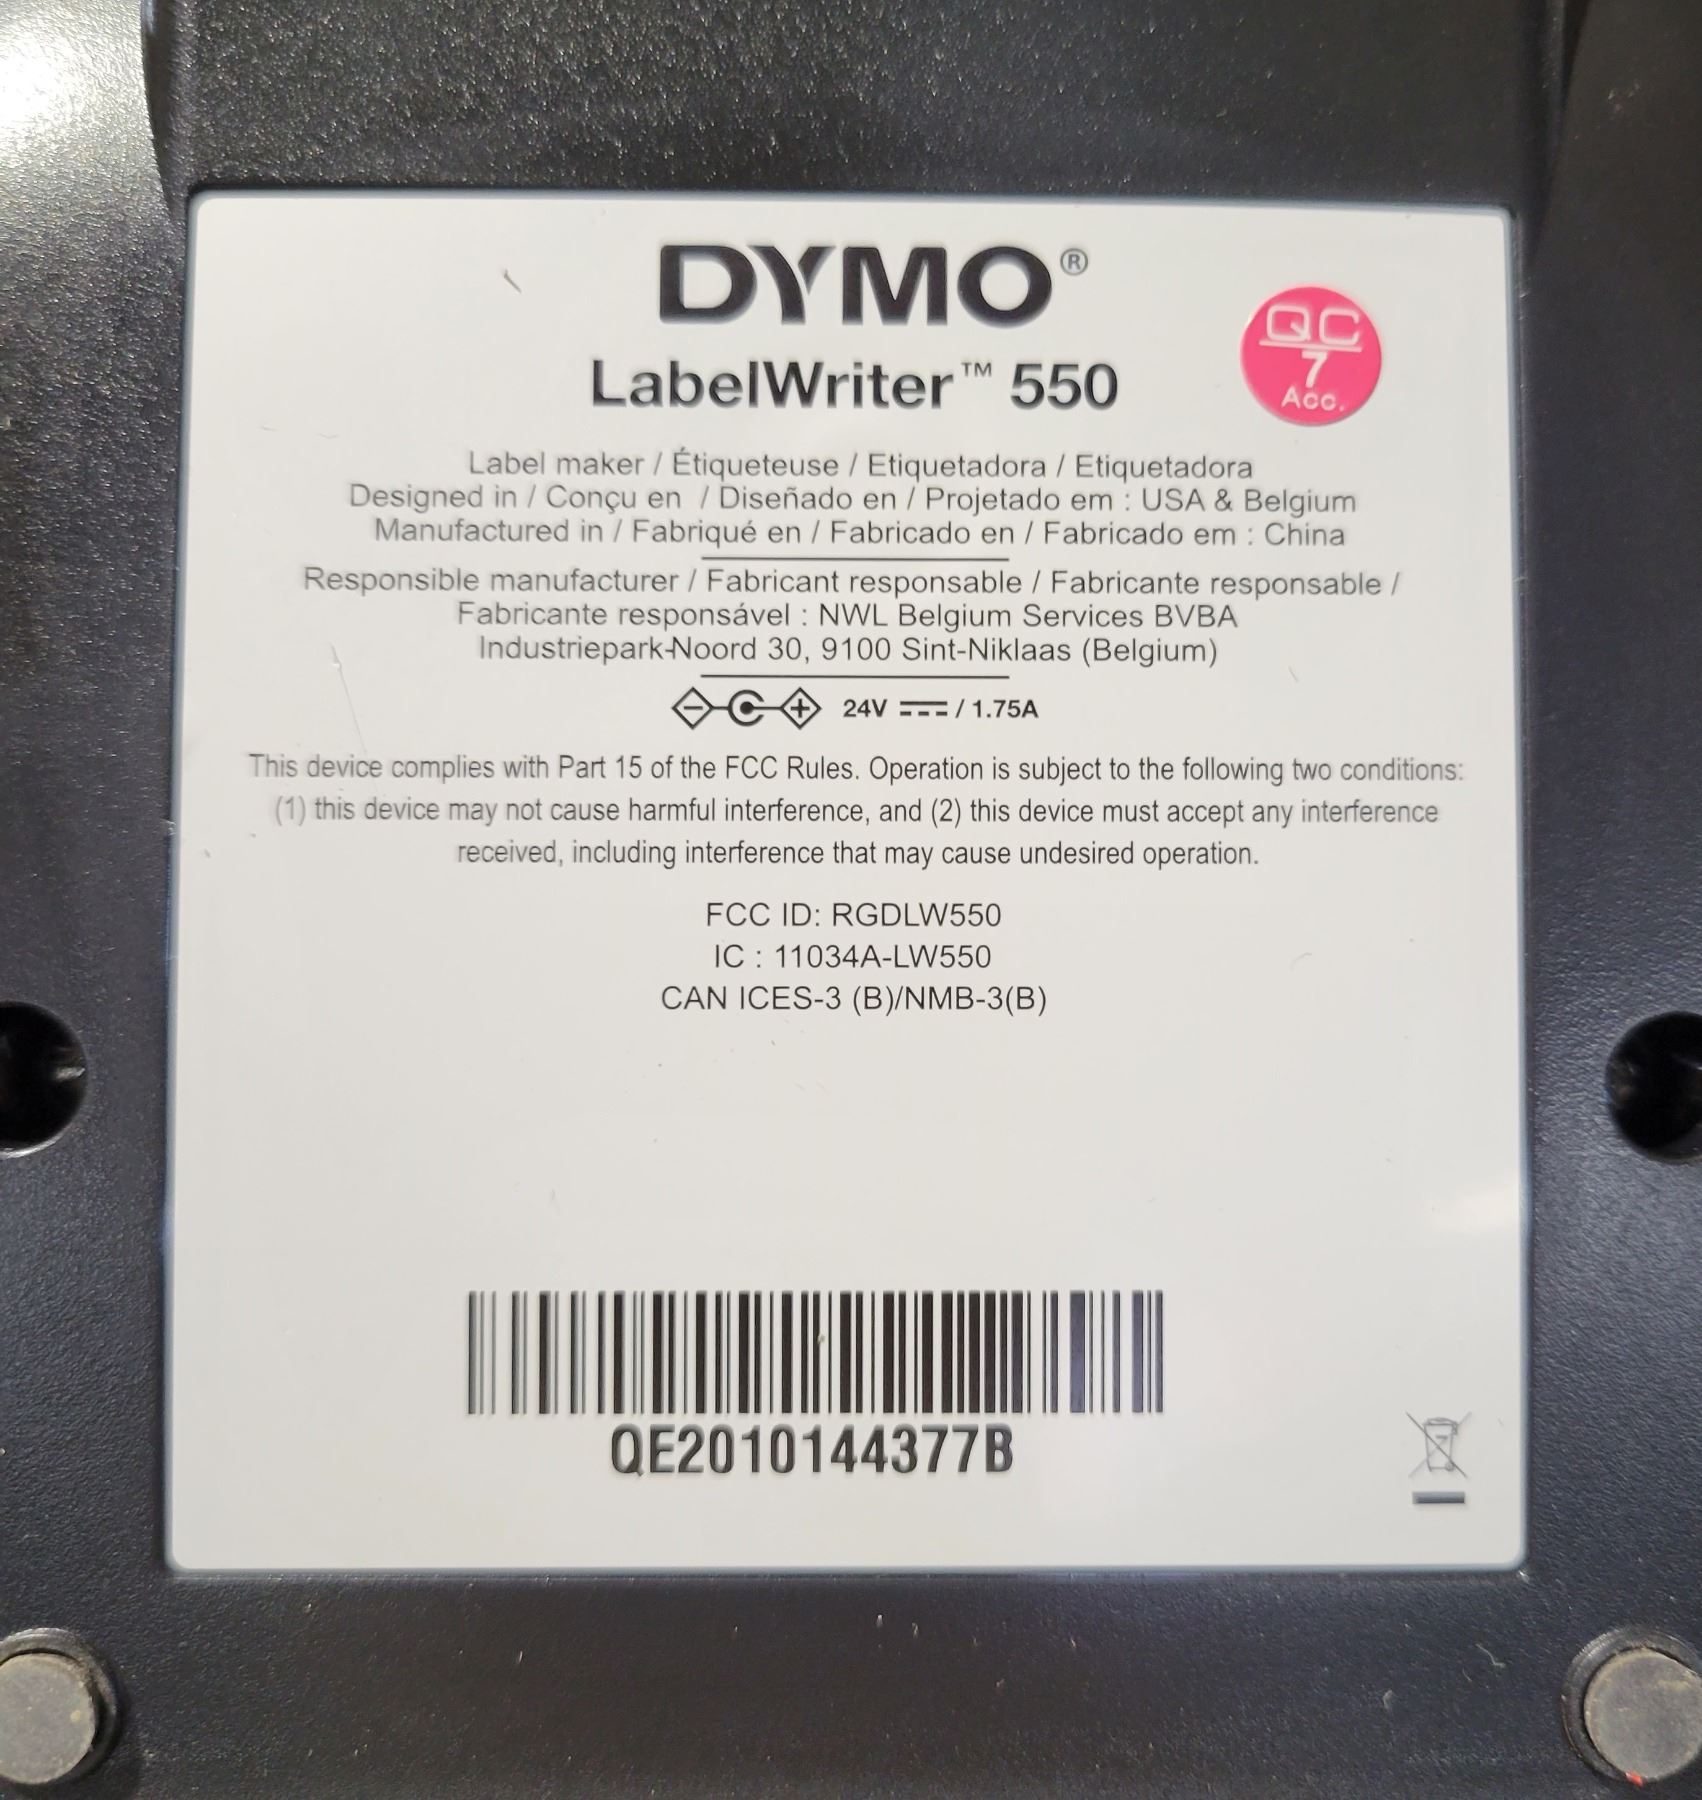 DYMO®
LabelWriter™ 550
QC
7
Acc.
Label maker / Étiqueteuse / Etiquetadora / Etiquetadora
Designed in / Conçu en / Diseñado en / Projetado em : USA & Belgium
Manufactured in / Fabriqué en / Fabricado en / Fabricado em : China
Responsible manufacturer / Fabricant responsable / Fabricante responsable /
Fabricante responsável : NWL Belgium Services BVBA
Industriepark-Noord 30, 9100 Sint-Niklaas (Belgium)
24V ⎓ / 1.75A
This device complies with Part 15 of the FCC Rules. Operation is subject to the following two conditions:
(1) this device may not cause harmful interference, and (2) this device must accept any interference
received, including interference that may cause undesired operation.
FCC ID: RGDLW550
IC : 11034A-LW550
CAN ICES-3 (B)/NMB-3(B)
QE2010144377B